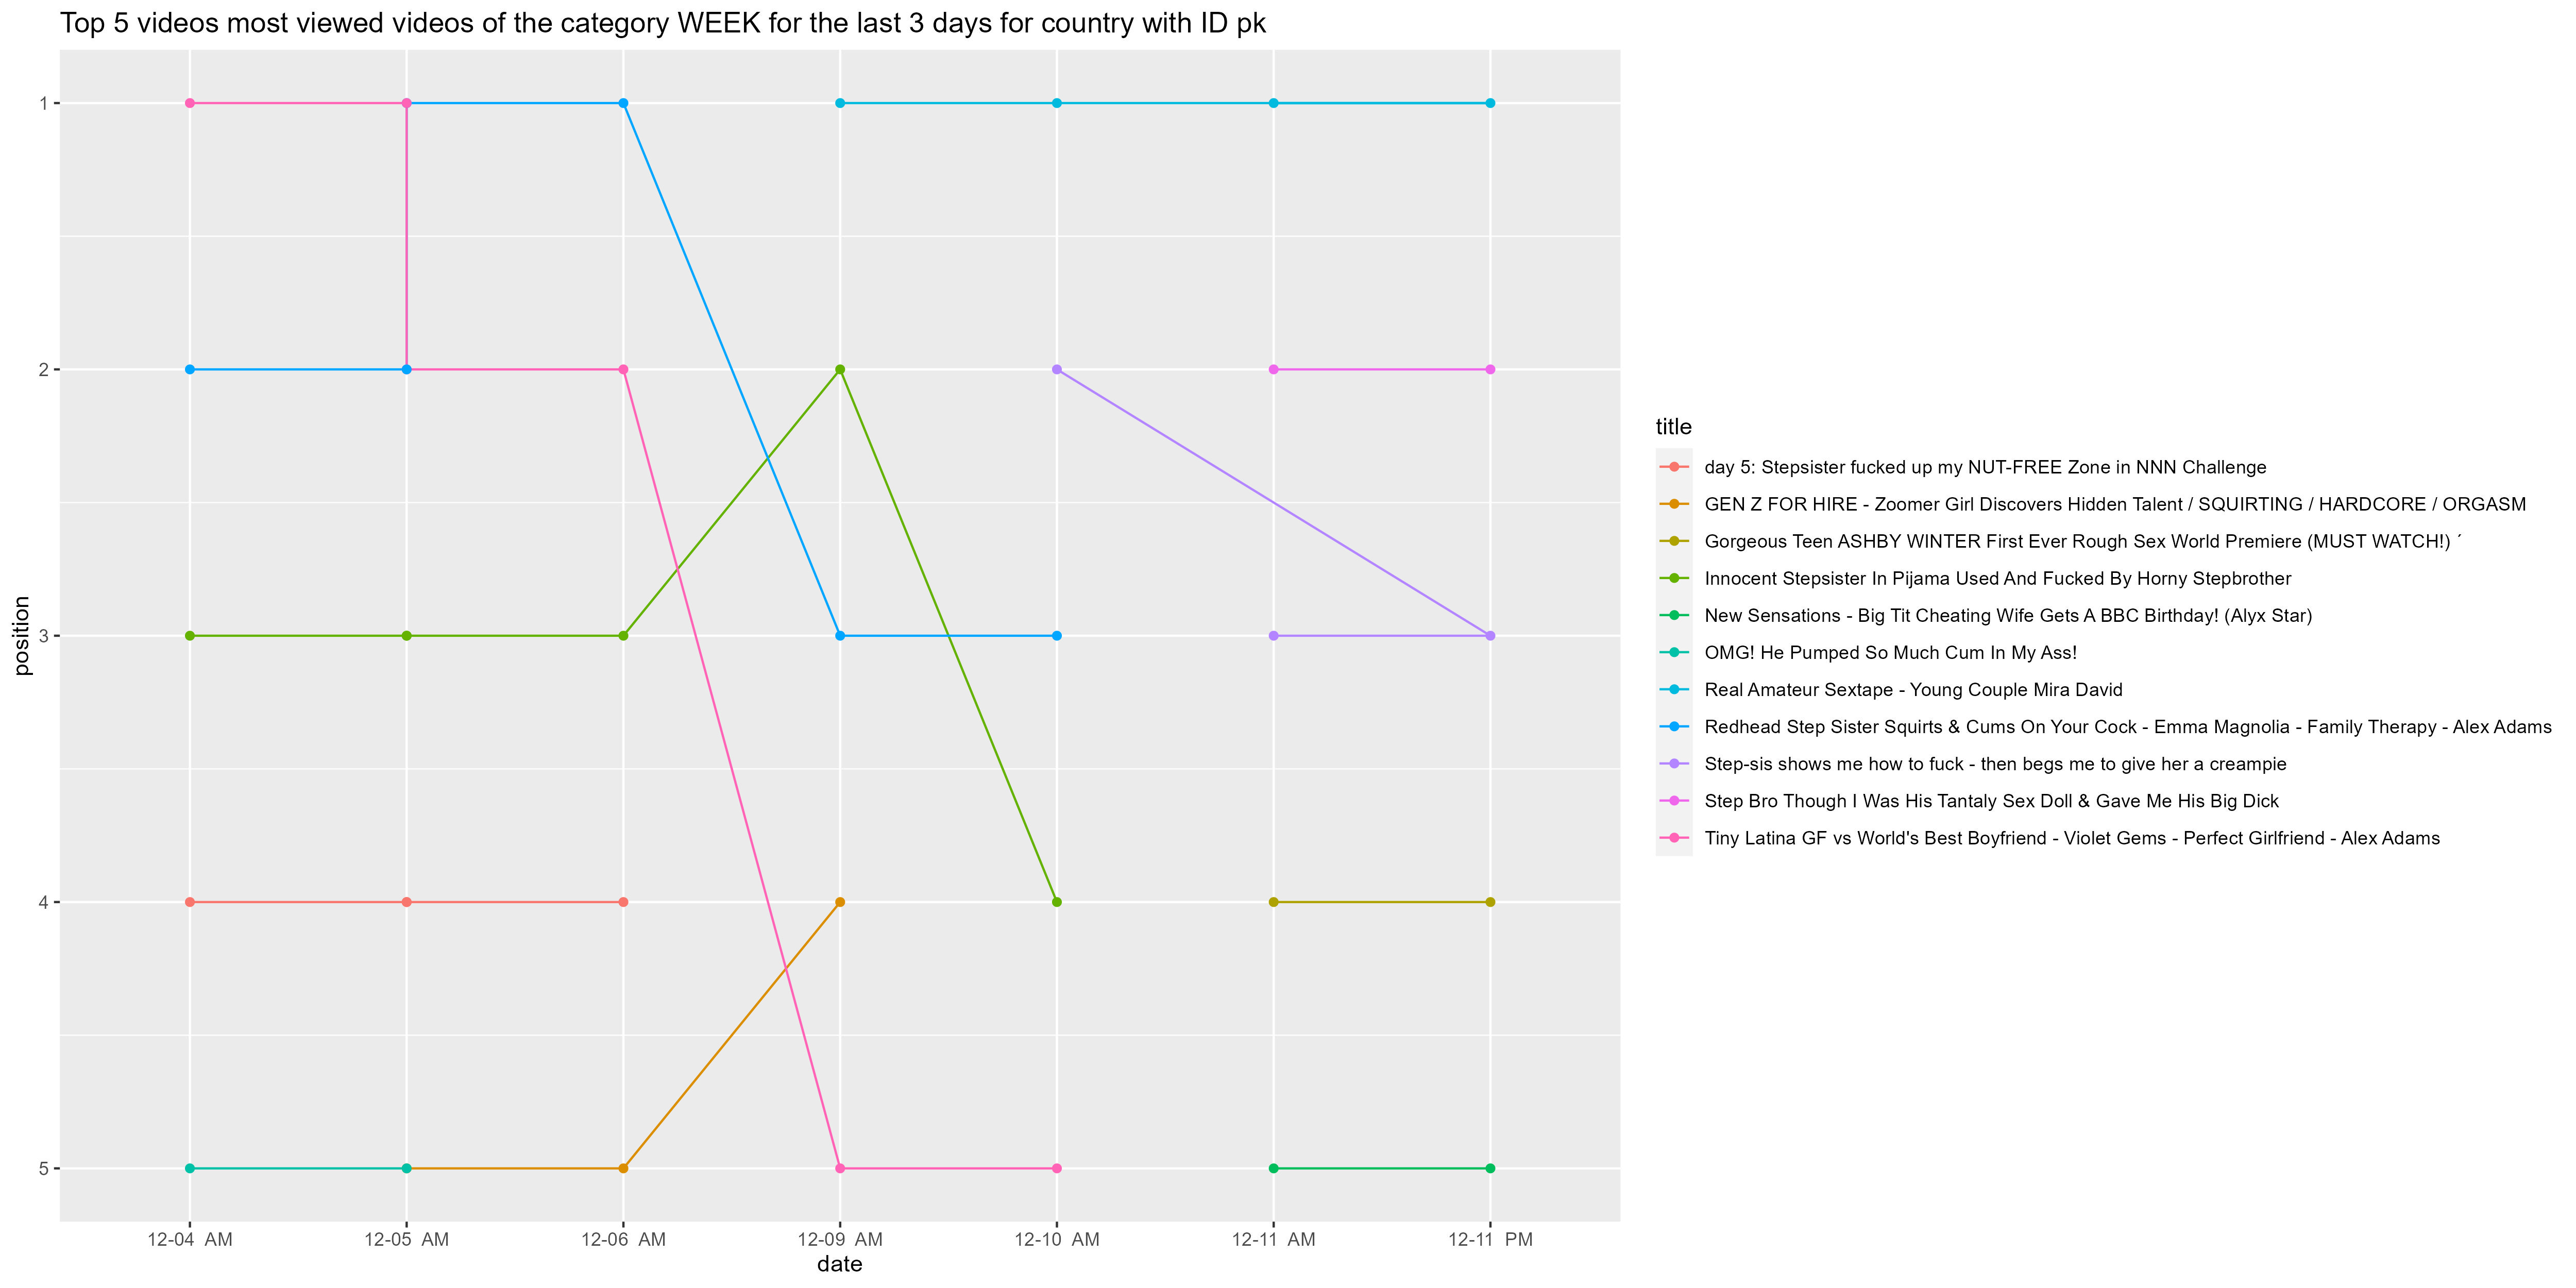 Top 5 videos most viewed videos of the category WEEK for the last 3 days for country with ID pk
position
1
2
3
4
5
12-04 AM
12-05 AM
12-06 AM
12-09 AM
12-10 AM
12-11 AM
12-11 PM
date
title
day 5: Stepsister fucked up my NUT-FREE Zone in NNN Challenge
GEN Z FOR HIRE - Zoomer Girl Discovers Hidden Talent / SQUIRTING / HARDCORE / ORGASM
Gorgeous Teen ASHBY WINTER First Ever Rough Sex World Premiere (MUST WATCH!) ´
Innocent Stepsister In Pijama Used And Fucked By Horny Stepbrother
New Sensations - Big Tit Cheating Wife Gets A BBC Birthday! (Alyx Star)
OMG! He Pumped So Much Cum In My Ass!
Real Amateur Sextape - Young Couple Mira David
Redhead Step Sister Squirts & Cums On Your Cock - Emma Magnolia - Family Therapy - Alex Adams
Step-sis shows me how to fuck - then begs me to give her a creampie
Step Bro Though I Was His Tantaly Sex Doll & Gave Me His Big Dick
Tiny Latina GF vs World's Best Boyfriend - Violet Gems - Perfect Girlfriend - Alex Adams